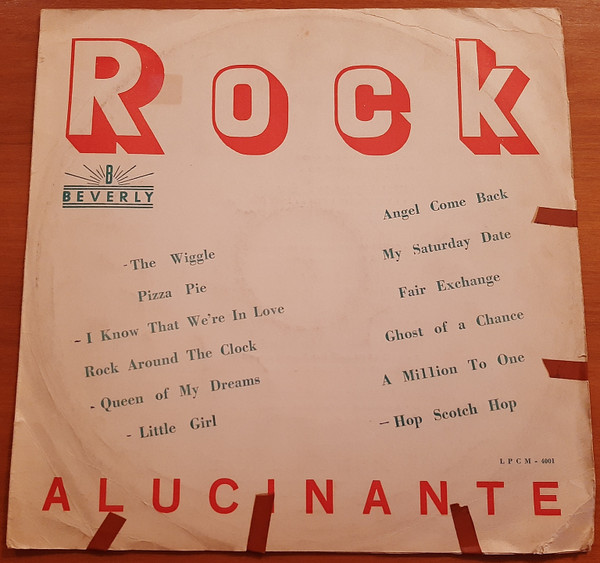 Rock
B
BEVERLY
- The Wiggle
Pizza Pie
- I Know That We're In Love
Rock Around The Clock
- Queen of My Dreams
- Little Girl
Angel Come Back
My Saturday Date
Fair Exchange
Ghost of a Chance
A Million To One
- Hop Scotch Hop
LPCM - 4001
ALUCINANTE